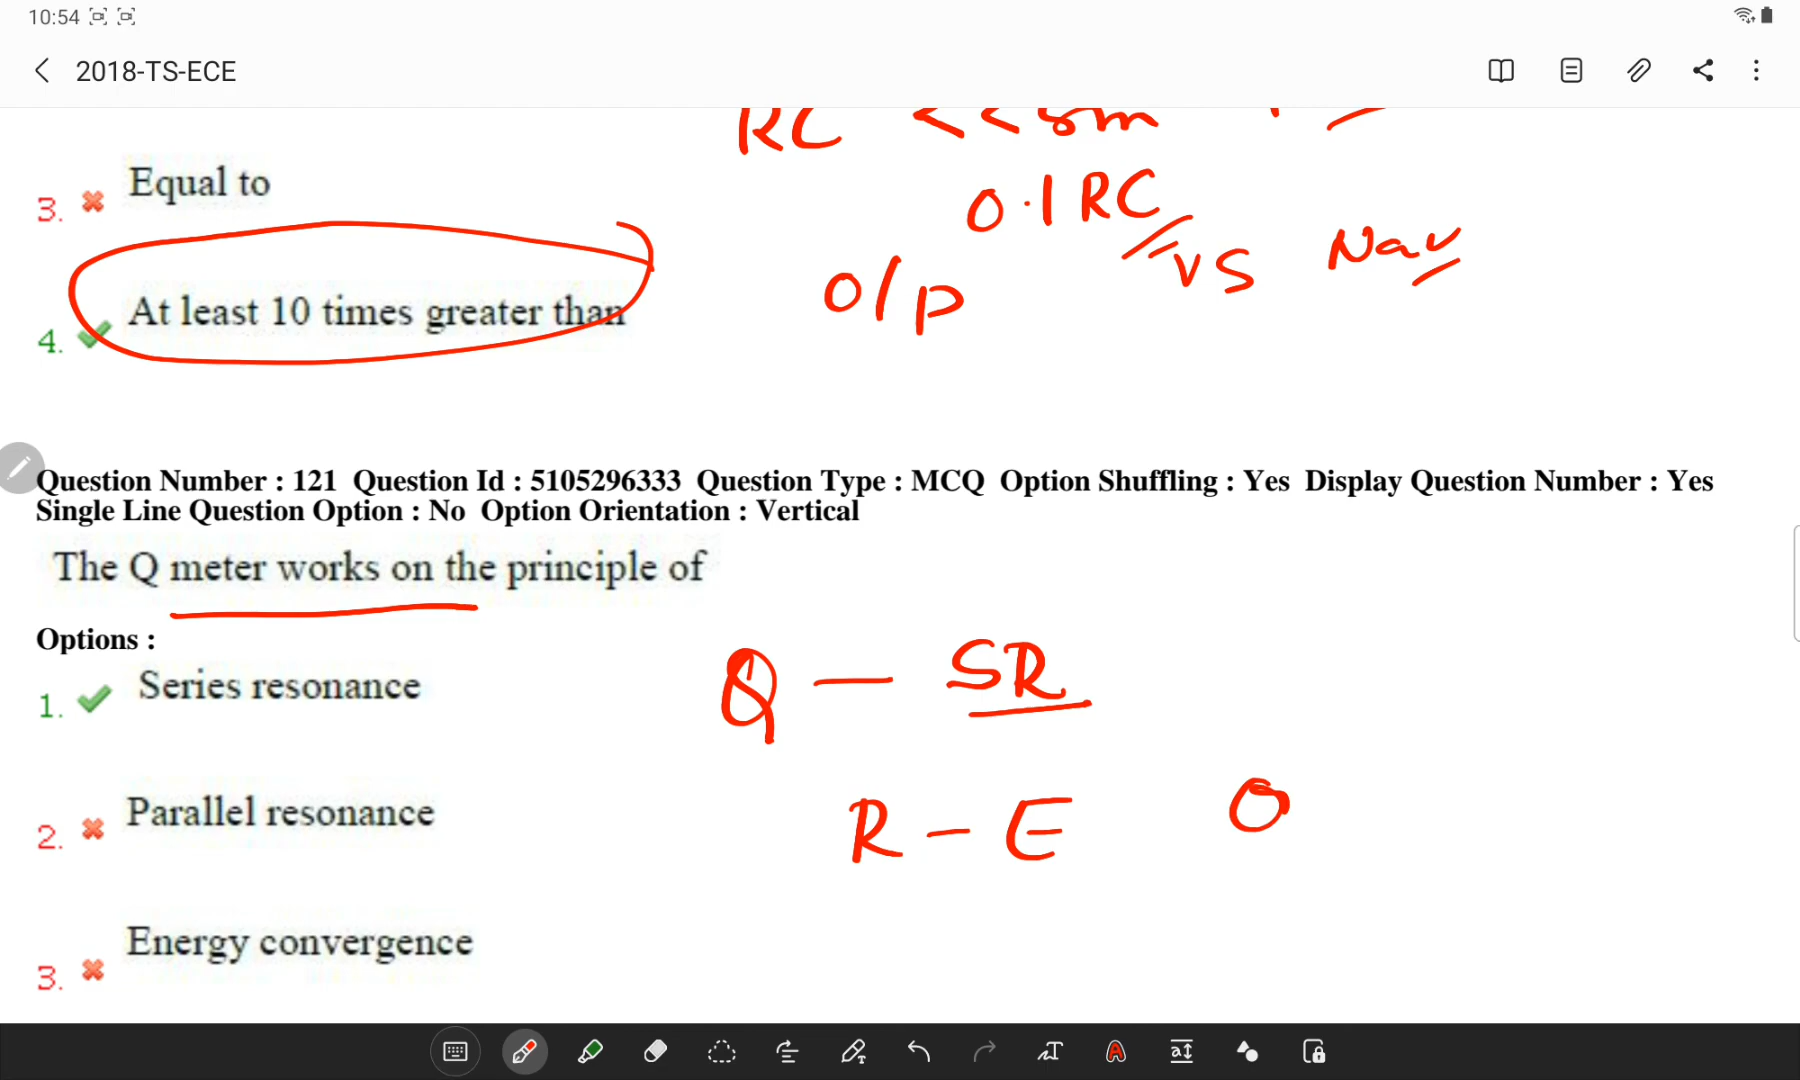 10:54
2018-TS-ECE
RC <<
3. Equal to
0.1 RC
VS Nav
4. At least 10 times greater than
O/P
Question Number : 121 Question Id : 5105296333 Question Type : MCQ Option Shuffling : Yes Display Question Number : Yes
Single Line Question Option : No Option Orientation : Vertical
The Q meter works on the principle of
Options :
1. Series resonance
Q — SR
2. Parallel resonance
R – E O
3. Energy convergence